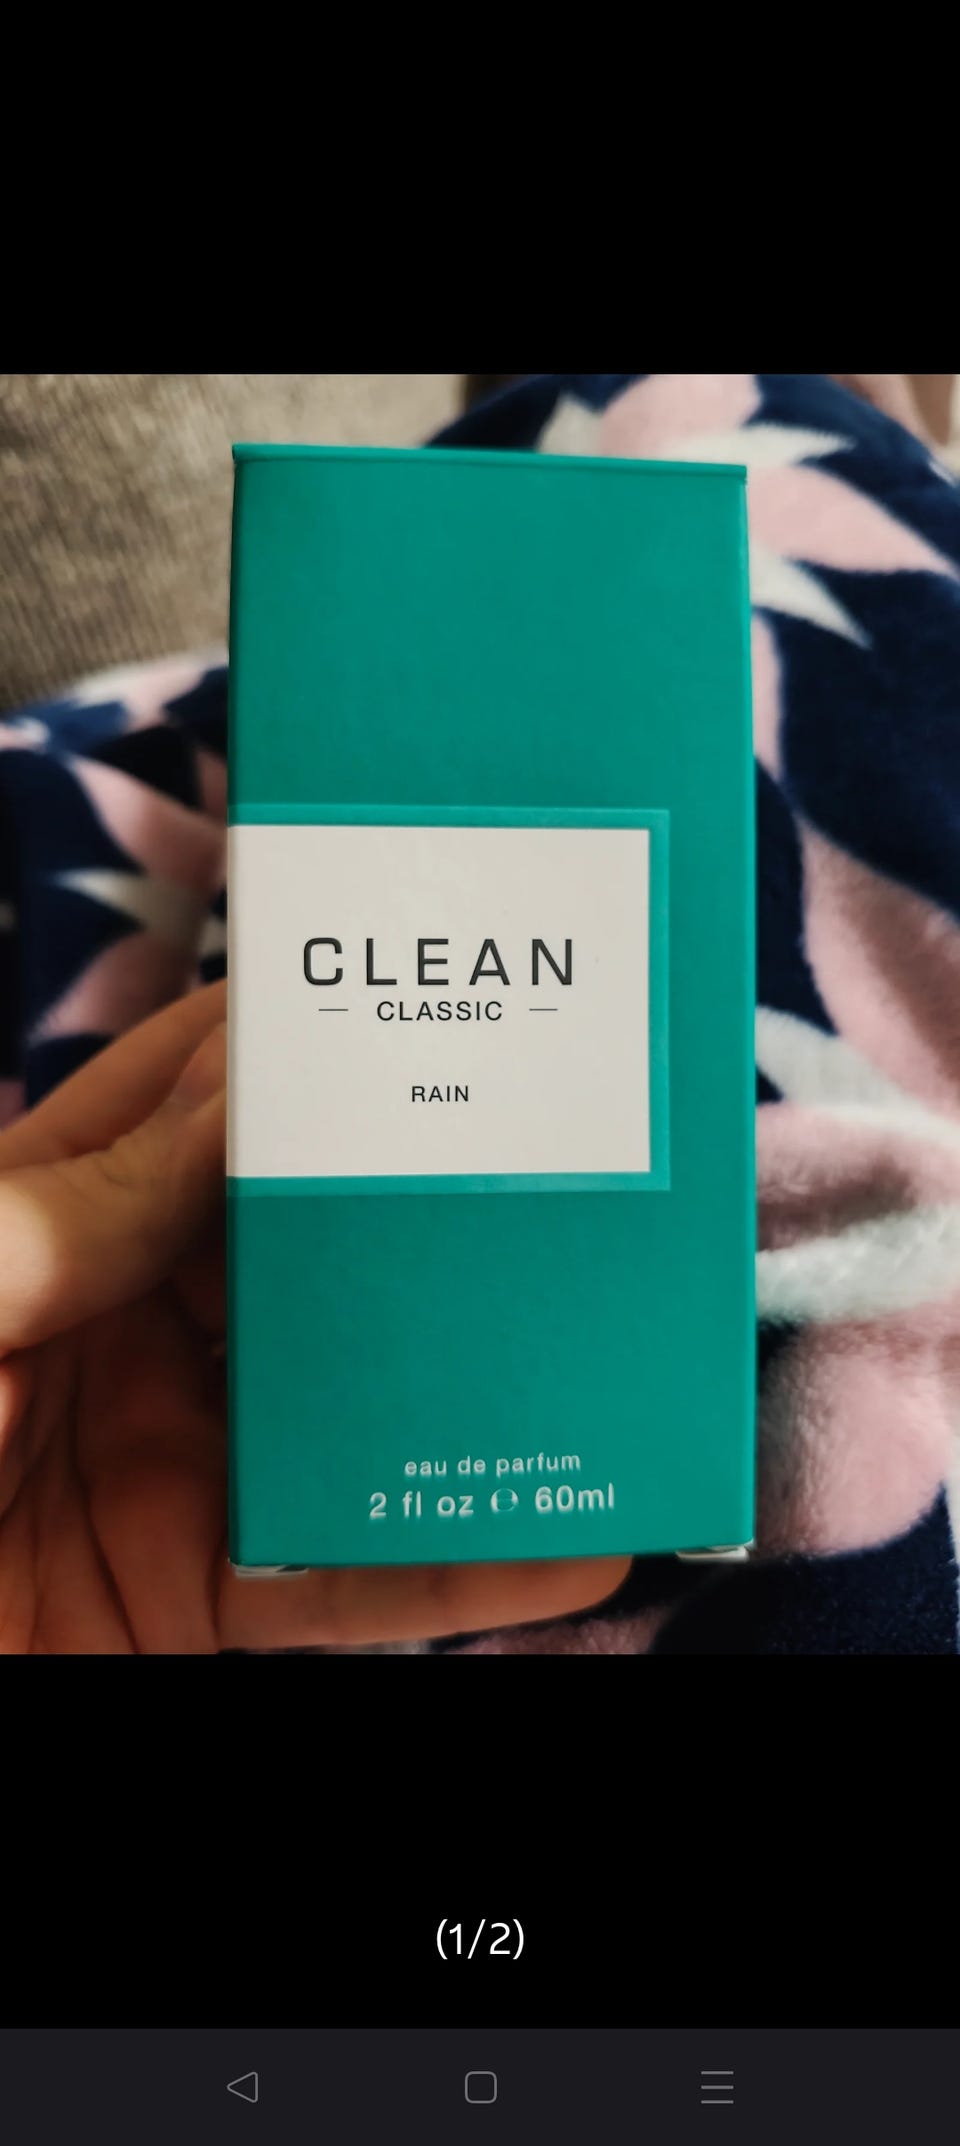 CLEAN
CLASSIC
RAIN
eau de parfum
2 fl oz ℮ 60ml
(1/2)